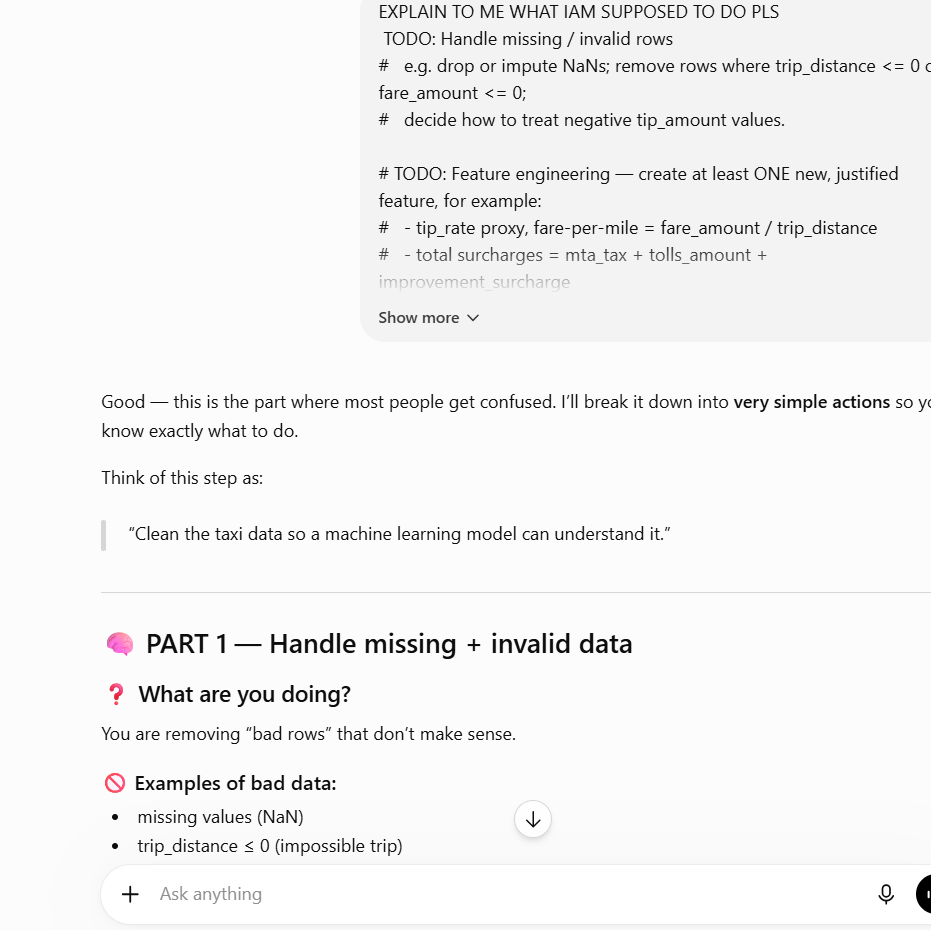 EXPLAIN TO ME WHAT IAM SUPPOSED TO DO PLS
TODO: Handle missing / invalid rows
#   e.g. drop or impute NaNs; remove rows where trip_distance <= 0
fare_amount <= 0;
#   decide how to treat negative tip_amount values.
# TODO: Feature engineering — create at least ONE new, justified
feature, for example:
#   - tip_rate proxy, fare-per-mile = fare_amount / trip_distance
#   - total surcharges = mta_tax + tolls_amount +
improvement_surcharge
Show more
Good — this is the part where most people get confused. I’ll break it down into very simple actions so
know exactly what to do.
Think of this step as:
“Clean the taxi data so a machine learning model can understand it.”
🧠 PART 1 — Handle missing + invalid data
❓ What are you doing?
You are removing “bad rows” that don’t make sense.
🚫 Examples of bad data:
• missing values (NaN)
• trip_distance ≤ 0 (impossible trip)
Ask anything